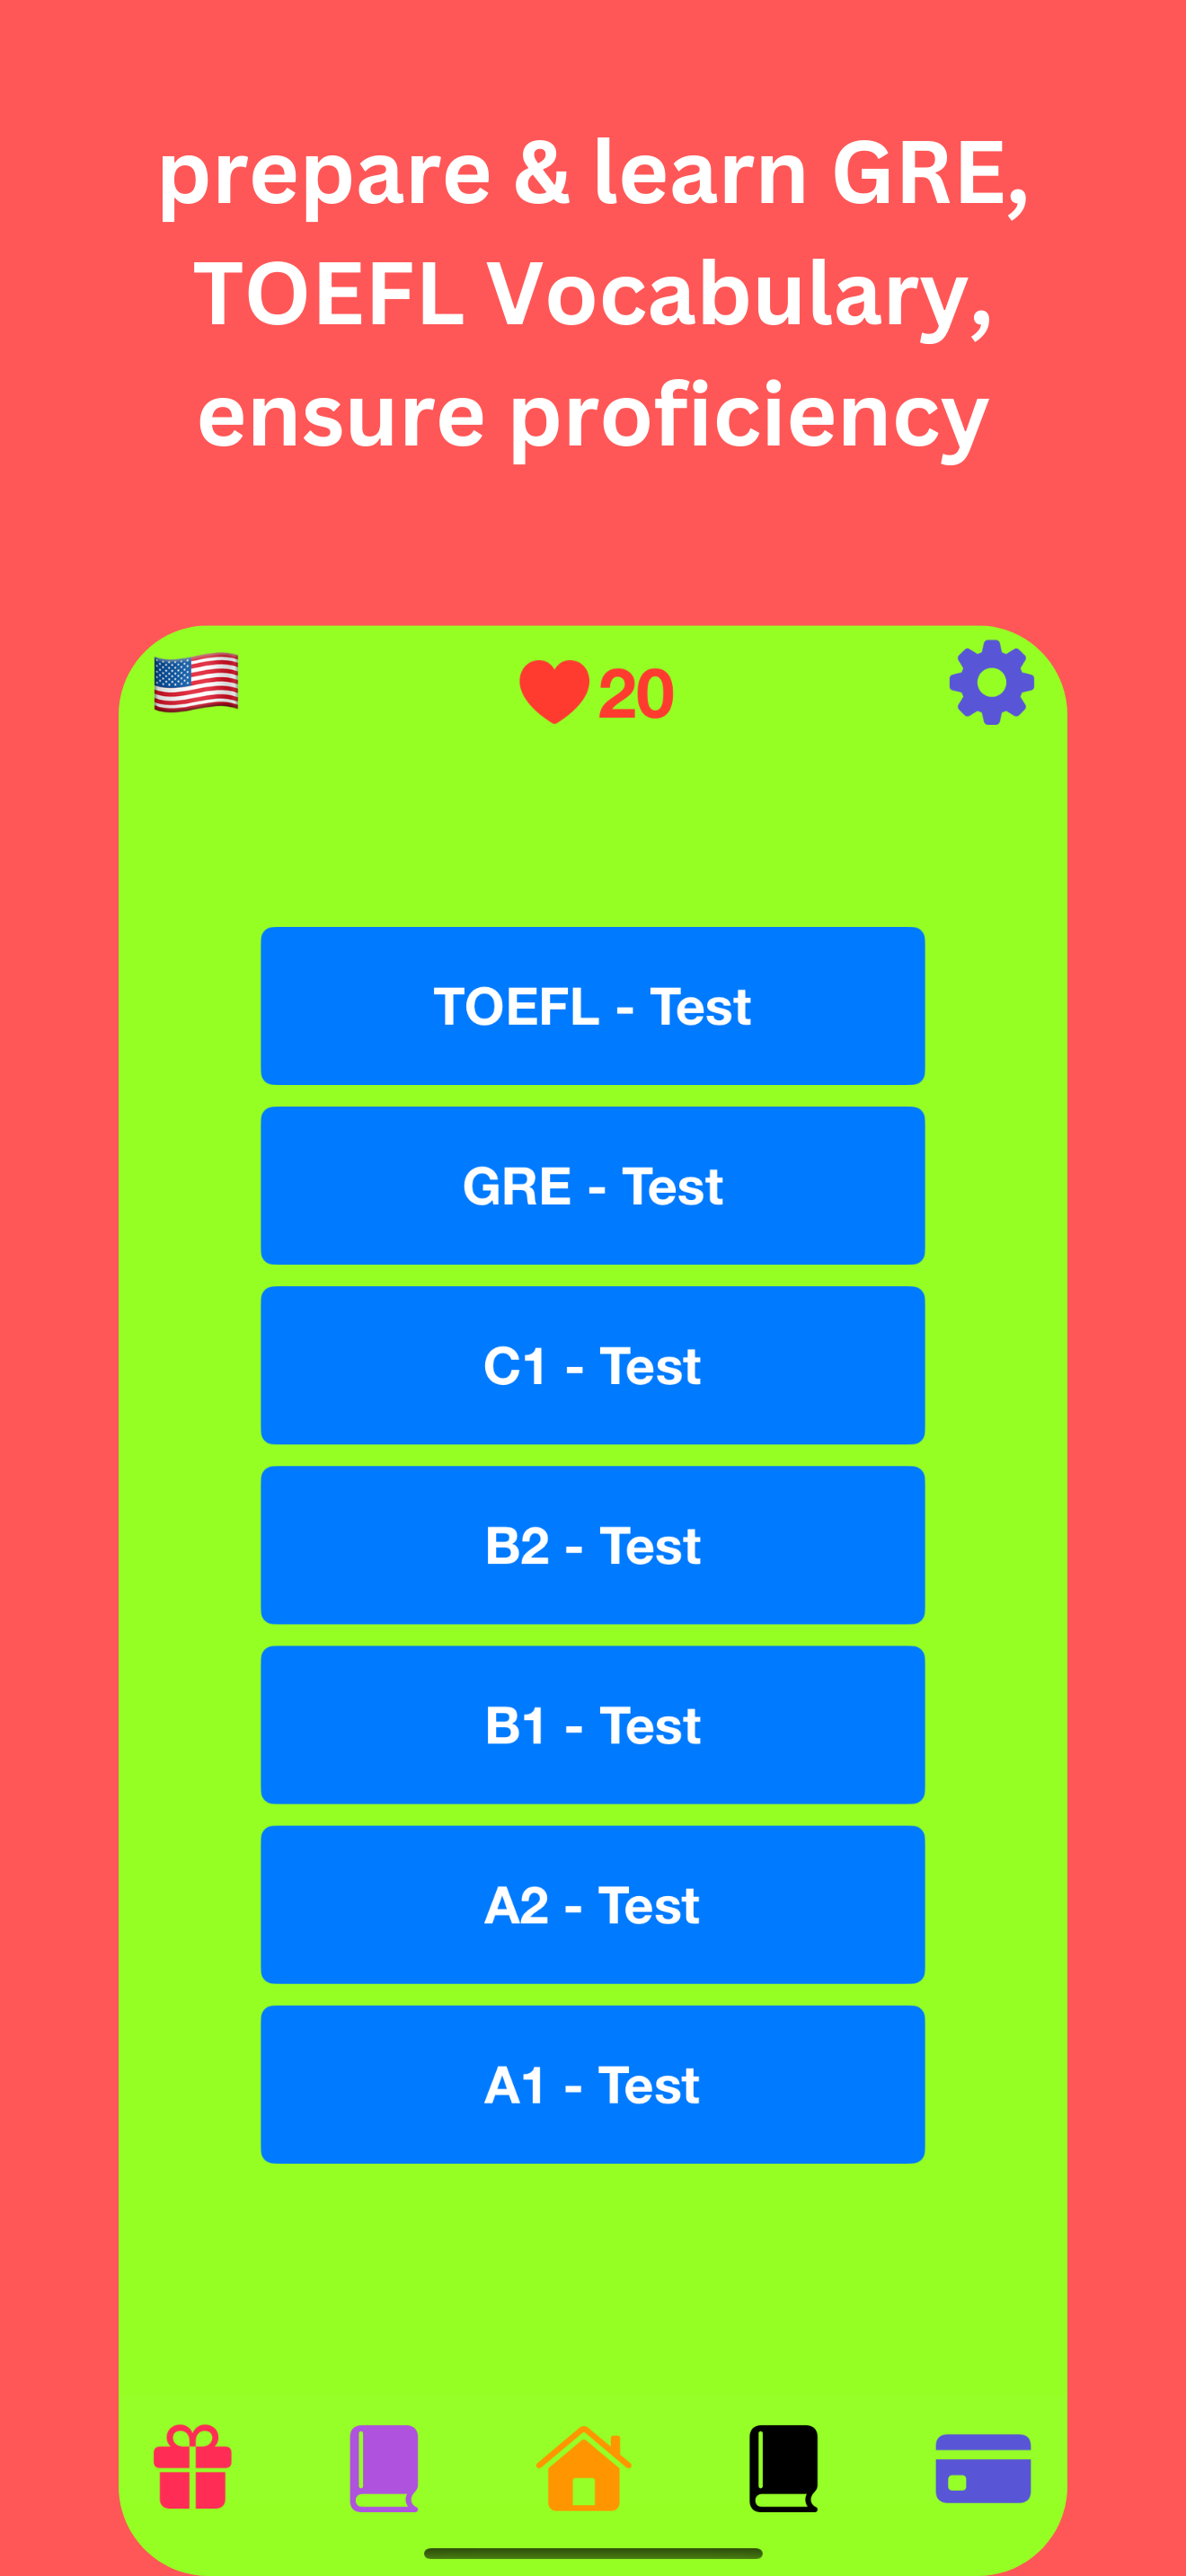 prepare & learn GRE,
TOEFL Vocabulary,
ensure proficiency
20
TOEFL - Test
GRE - Test
C1 - Test
B2 - Test
B1 - Test
A2 - Test
A1 - Test